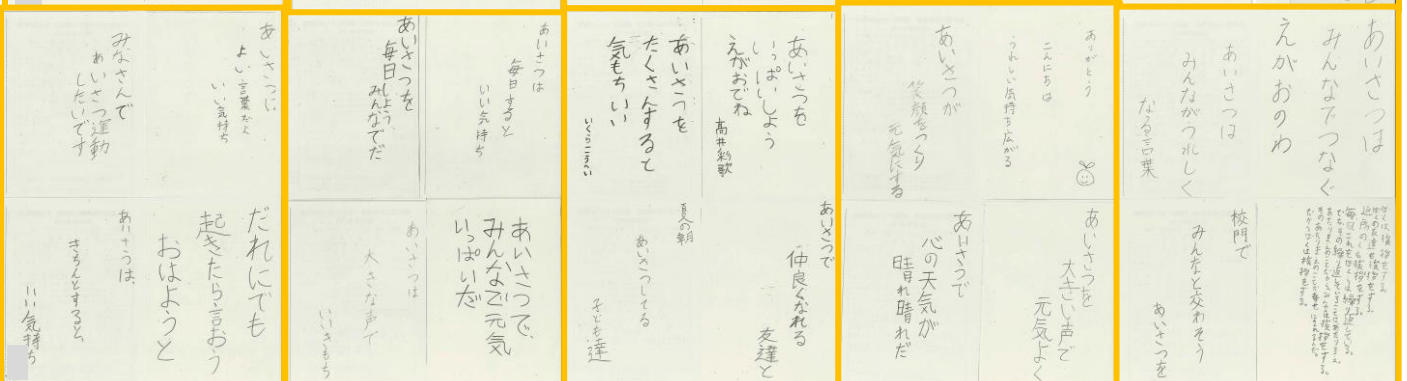 あいさつは
みんなでつなぐ
えがおのわ
あいさつは
みんながうれしく
なる言葉
ありがとう
こんにちは
うれしい気持ち広がる
あいさつが
笑顔をつくり
元気にする
あいさつを
いっぱいしよう
えがおでね
あいさつを
たくさんすると
気もちいい
あいさつは
毎日すると
いい気持ち
あいさつを
毎日しよう
みんなでだ
あいさつは
よい言葉だよ
いい気持ち
みなさんで
あいさつ運動
したいです
校門で
みんなと交わそう
あいさつを
あいさつを
大きい声で
元気よく
あいさつで
心の天気が
晴れ晴れだ
あいさつで
仲良くなれる
友達と
夏の朝
あいさつしてる
子ども達
あいさつで、
みんな元気
いっぱいだ
あいさつは
大きな声で
いいきもち
だれにでも
起きたら言おう
おはようと
あいさつは、
きちんとすると
いい気持ち